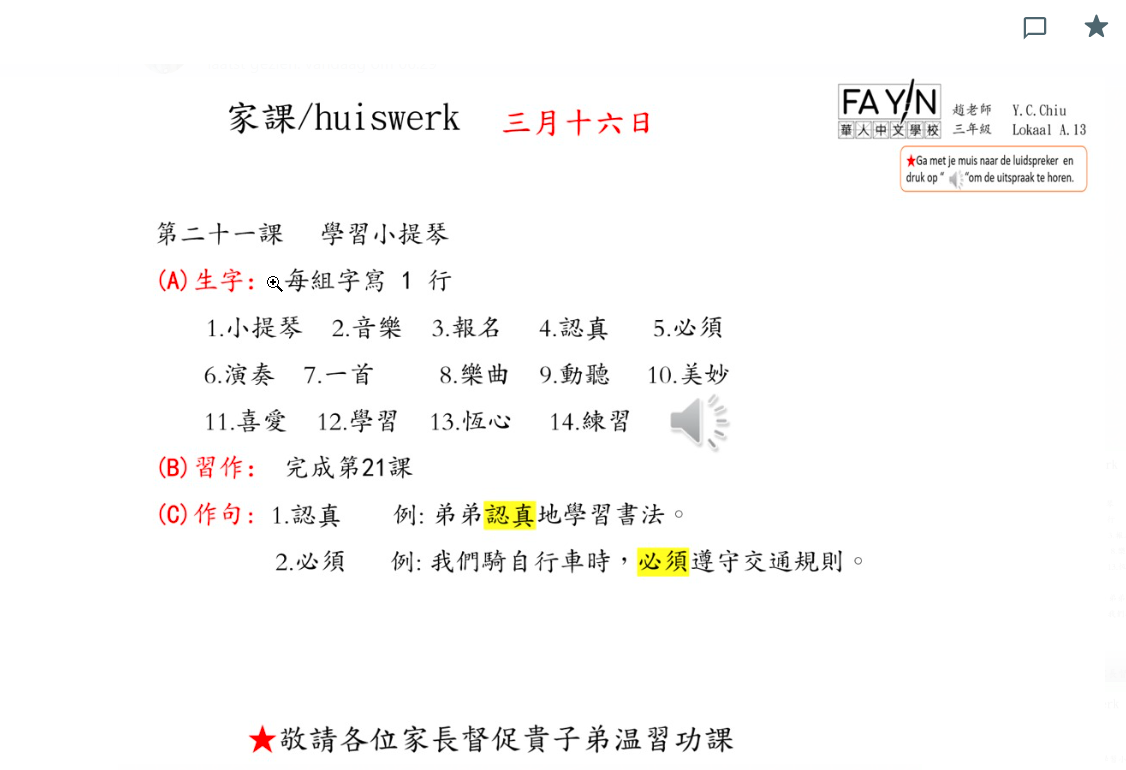 家課/huiswerk 三月十六日
FAYIN
華人中文學校
趙老師 Y.C.Chiu
三年級 Lokaal A.13
★Ga met je muis naar de luidspreker en
druk op “ ”om de uitspraak te horen.
第二十一課 學習小提琴
(A)生字: 每組字寫 1 行
1.小提琴 2.音樂 3.報名 4.認真 5.必須
6.演奏 7.一首 8.樂曲 9.動聽 10.美妙
11.喜愛 12.學習 13.恆心 14.練習
(B)習作: 完成第21課
(C)作句: 1.認真 例: 弟弟認真地學習書法。
2.必須 例: 我們騎自行車時，必須遵守交通規則。
★敬請各位家長督促貴子弟温習功課